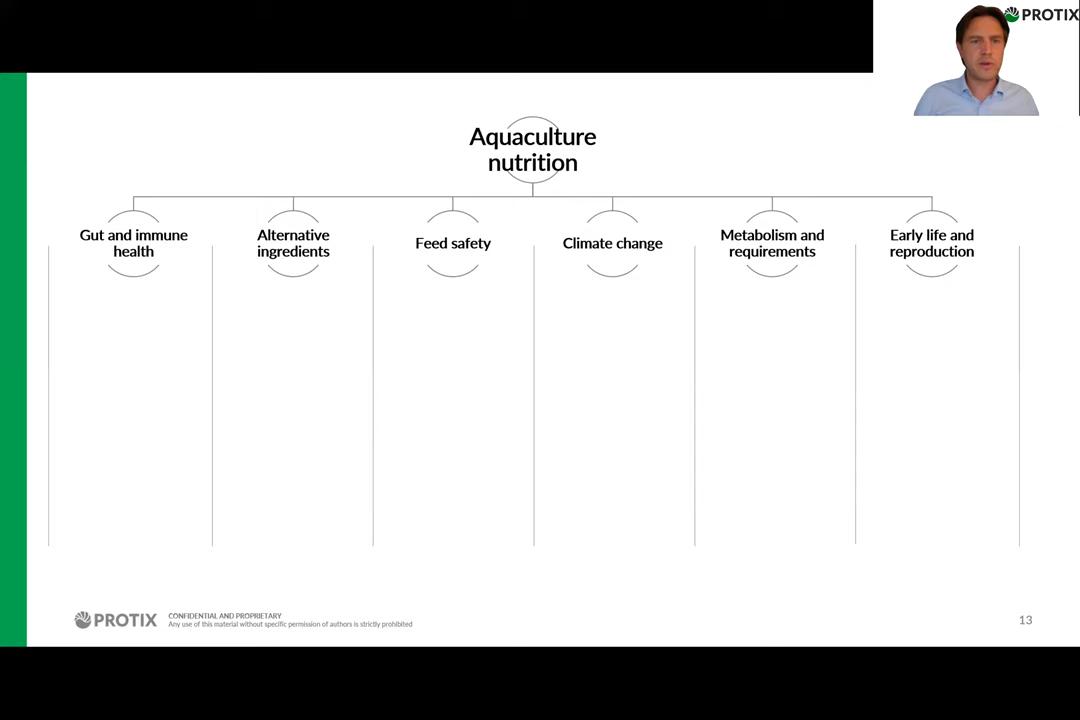 PROTIX
Aquaculture
nutrition
Gut and immune
health
Alternative
ingredients
Feed safety
Climate change
Metabolism and
requirements
Early life and
reproduction
PROTIX
CONFIDENTIAL AND PROPRIETARY
Any use of this material without specific permission of authors is strictly prohibited
13